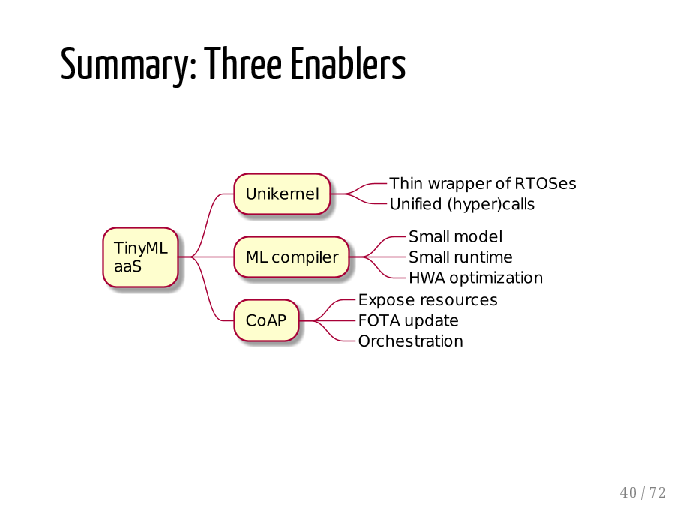 Summary: Three Enablers
TinyML
aaS
Unikernel
Thin wrapper of RTOSes
Unified (hyper)calls
ML compiler
Small model
Small runtime
HWA optimization
CoAP
Expose resources
FOTA update
Orchestration
40 / 72